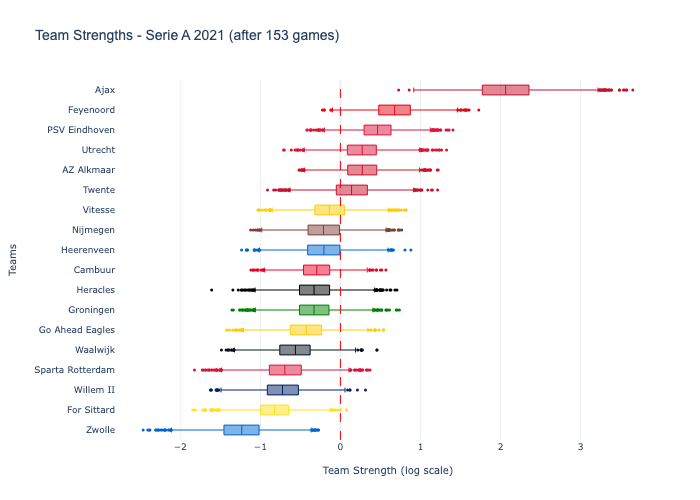 Team Strengths - Serie A 2021 (after 153 games)
Ajax
Feyenoord
PSV Eindhoven
Utrecht
AZ Alkmaar
Twente
Vitesse
Nijmegen
Heerenveen
Cambuur
Heracles
Groningen
Go Ahead Eagles
Waalwijk
Sparta Rotterdam
Willem II
For Sittard
Zwolle
Teams
−2 −1 0 1 2 3
Team Strength (log scale)